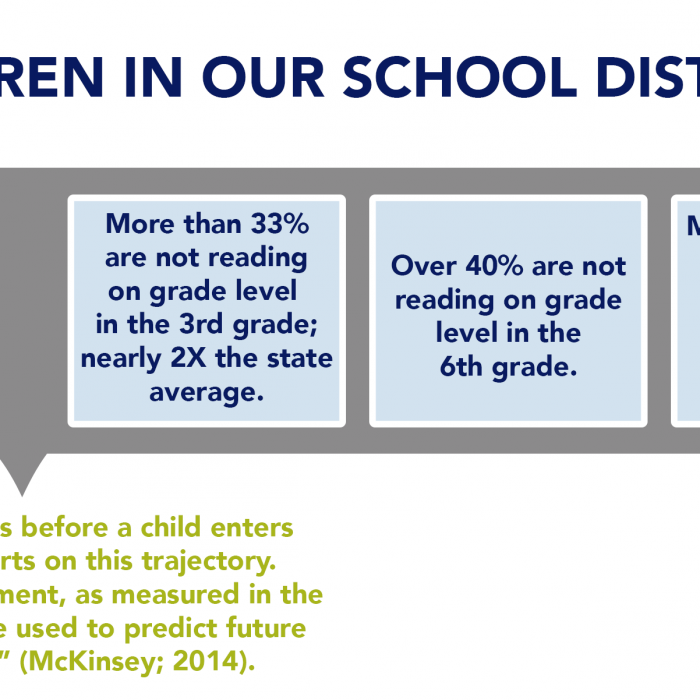 REN IN OUR SCHOOL DIST
More than 33%
are not reading
on grade level
in the 3rd grade;
nearly 2X the state
average.
Over 40% are not
reading on grade
level in the
6th grade.
M
s before a child enters
rts on this trajectory.
ment, as measured in the
e used to predict future
” (McKinsey; 2014).